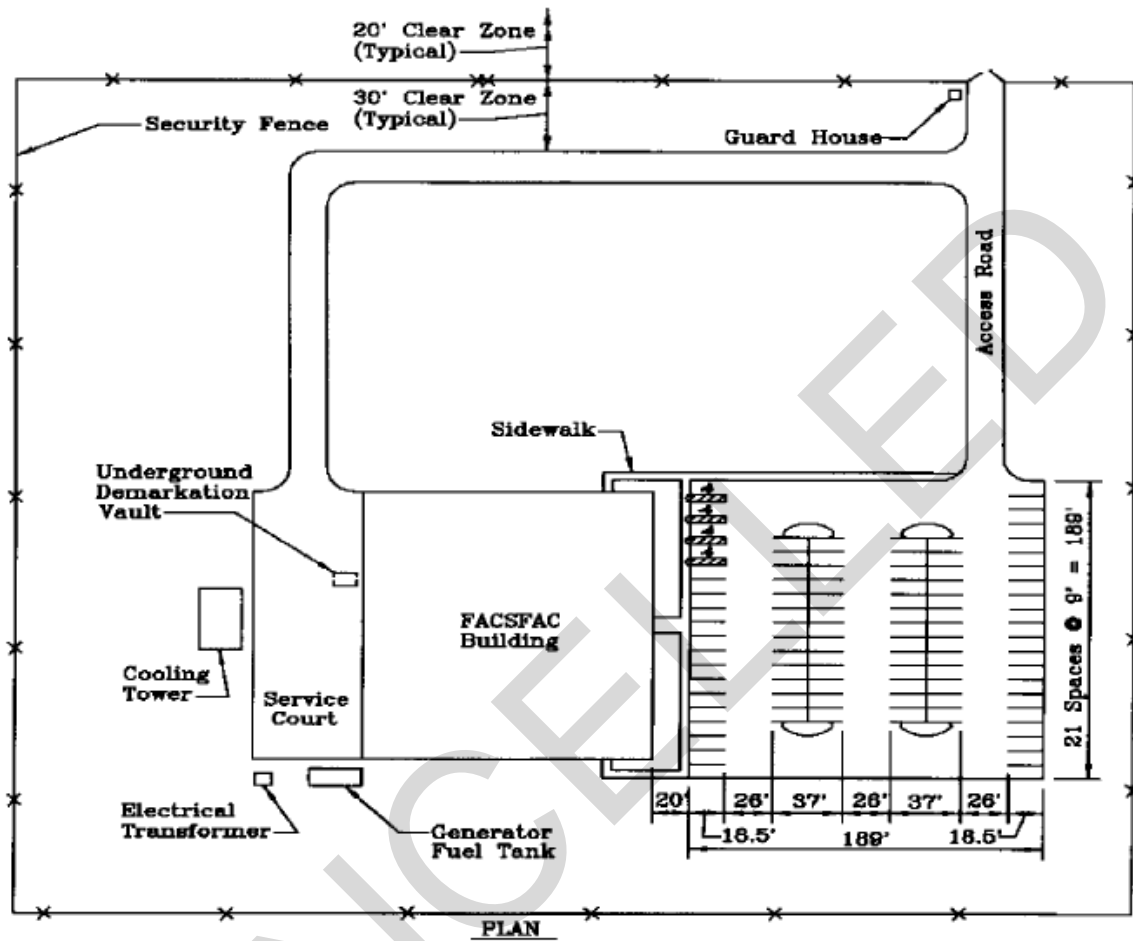 20' Clear Zone
(Typical)
30' Clear Zone
(Typical)
Security Fence
Guard House
Access Road
Sidewalk
Underground
Demarkation
Vault
FACSFAC
Building
Cooling
Tower
Service
Court
21 Spaces @ 9' = 189'
Electrical
Transformer
Generator
Fuel Tank
20'
26'
37'
26'
37'
26'
18.5'
189'
18.5'
PLAN
CANCELLED